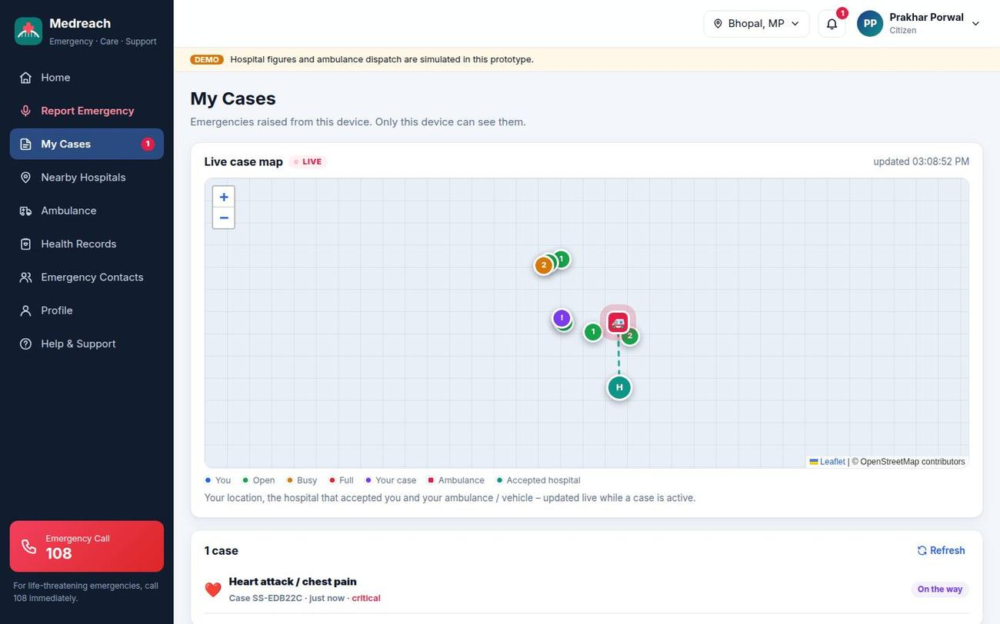 Medreach
Emergency · Care · Support
Home
Report Emergency
My Cases
1
Nearby Hospitals
Ambulance
Health Records
Emergency Contacts
Profile
Help & Support
Emergency Call
108
For life-threatening emergencies, call
108 immediately.
Bhopal, MP
1
PP
Prakhar Porwal
Citizen
DEMO
Hospital figures and ambulance dispatch are simulated in this prototype.
My Cases
Emergencies raised from this device. Only this device can see them.
Live case map
LIVE
updated 03:08:52 PM
+
−
2
1
!
1
2
H
Leaflet | © OpenStreetMap contributors
You
Open
Busy
Full
Your case
Ambulance
Accepted hospital
Your location, the hospital that accepted you and your ambulance / vehicle – updated live while a case is active.
1 case
Refresh
Heart attack / chest pain
Case SS-EDB22C · just now · critical
On the way